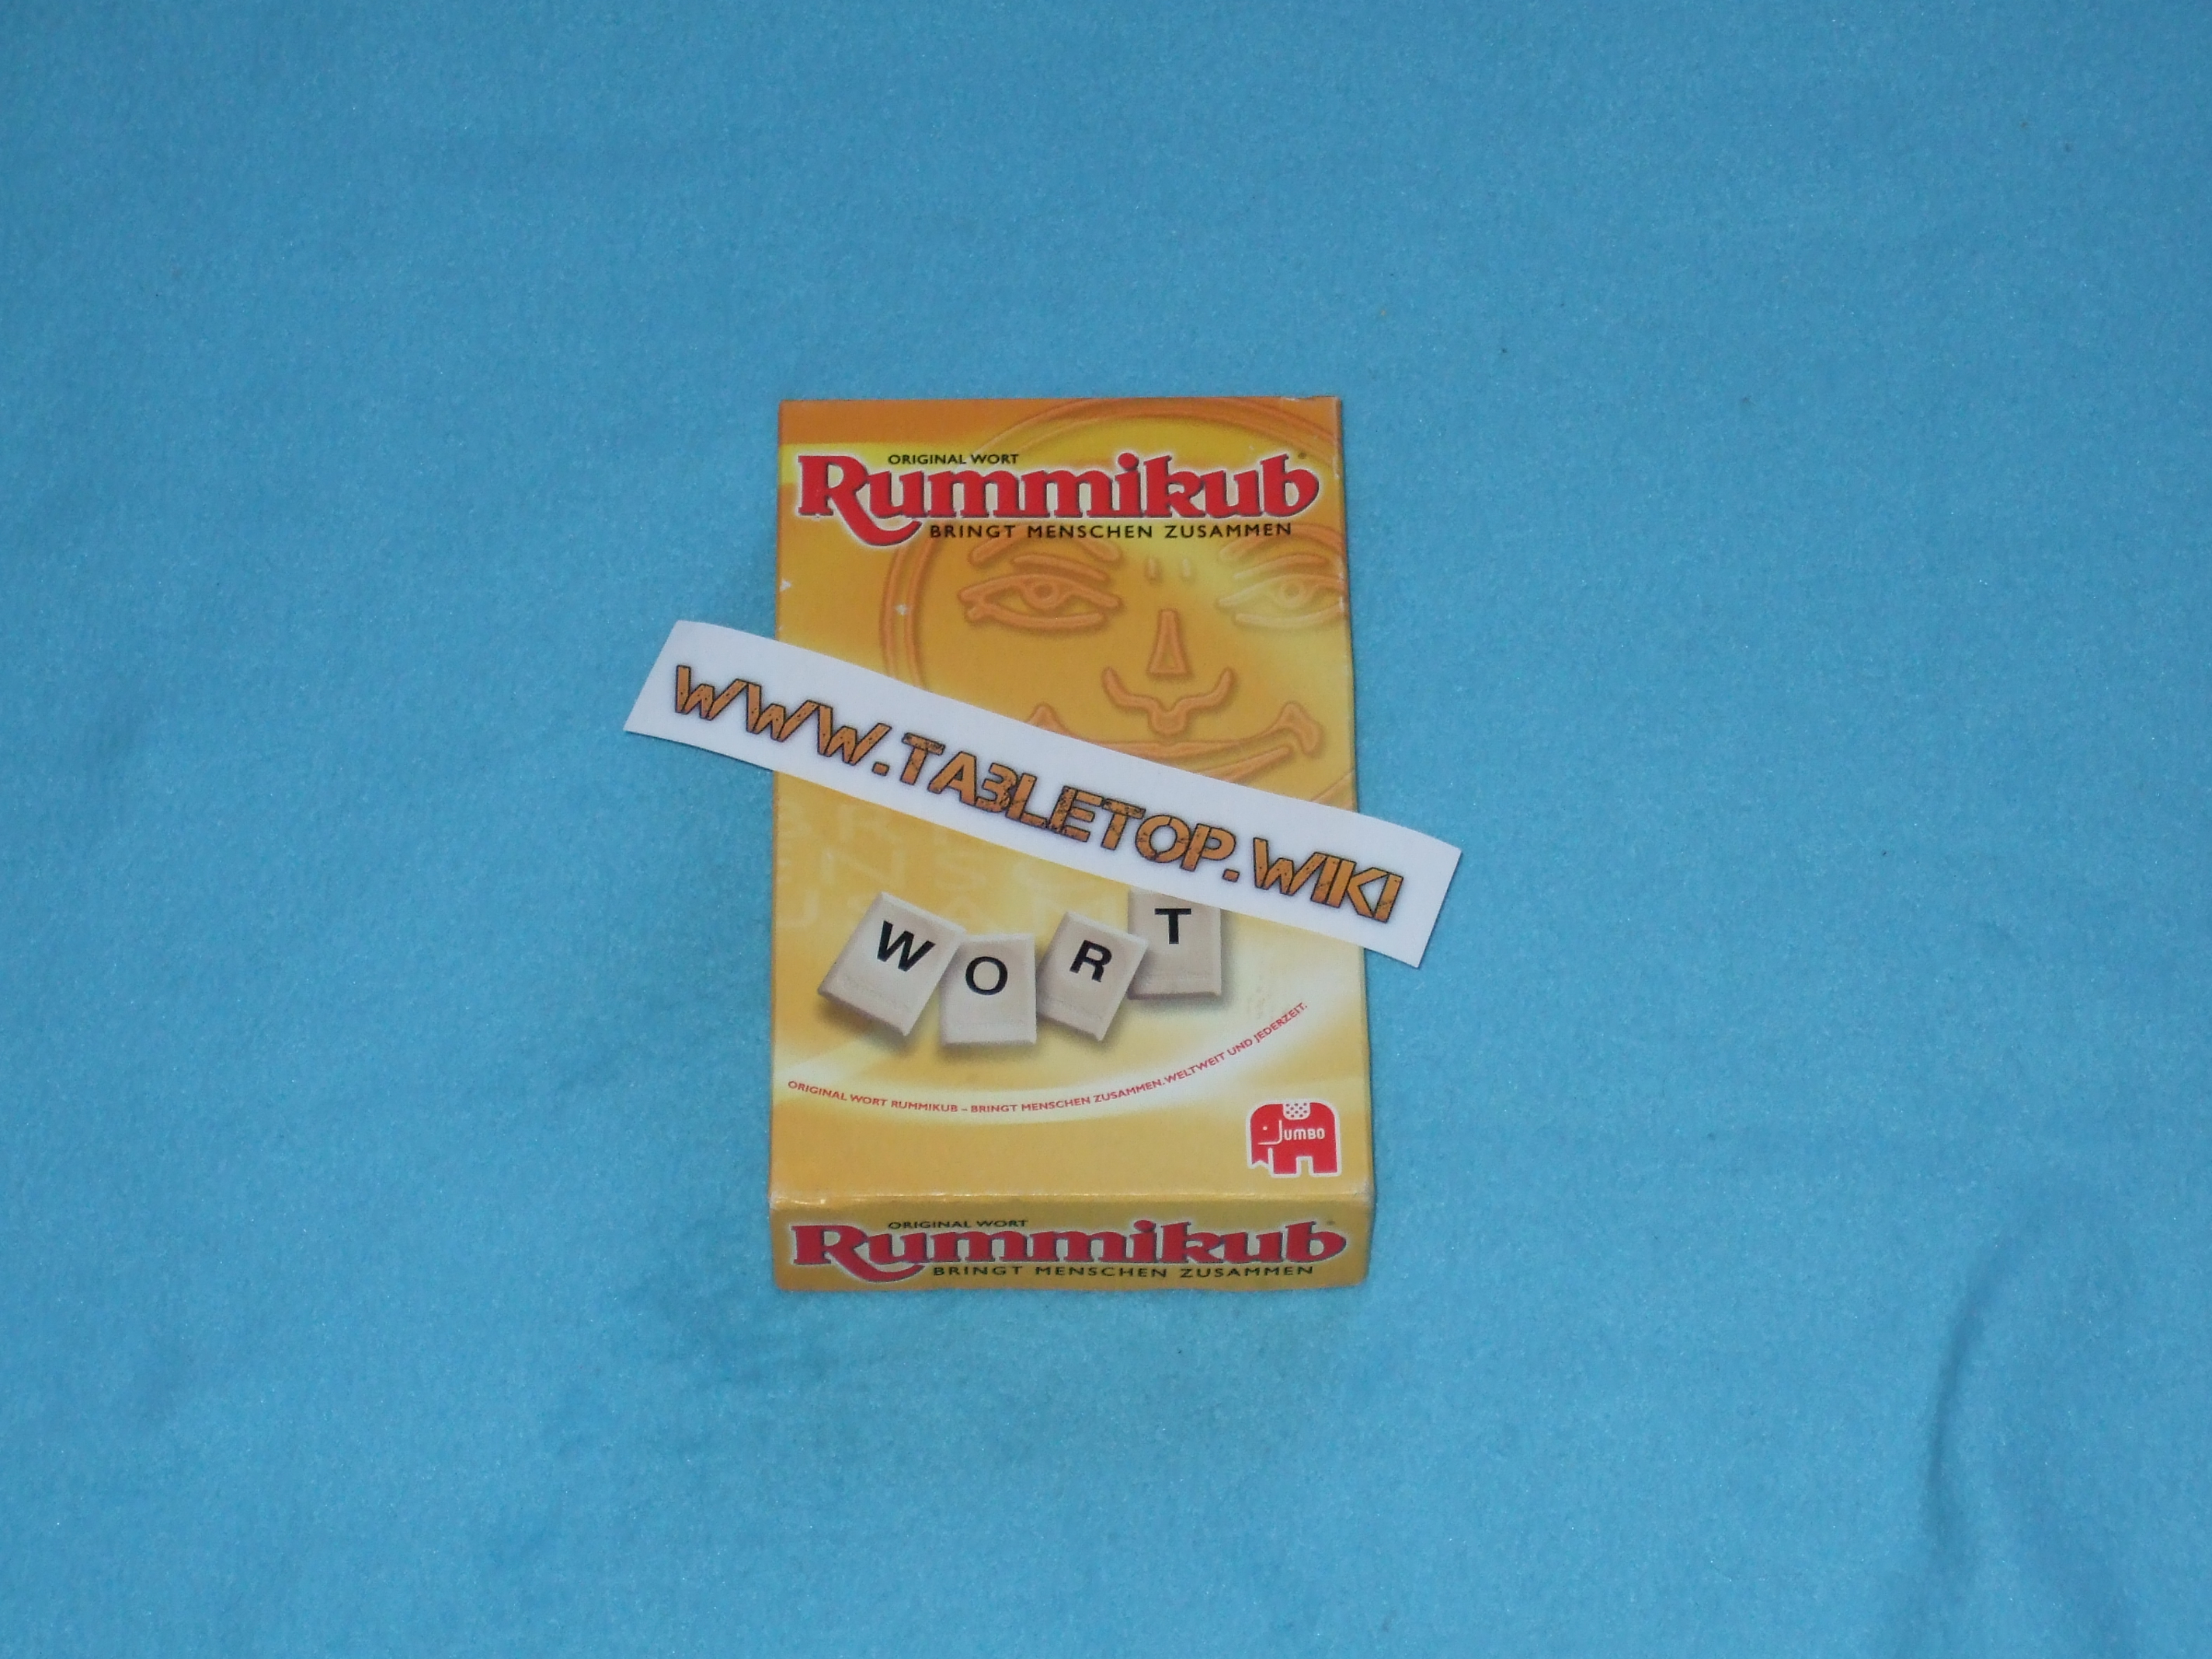 ORIGINAL WORT
Rummikub
BRINGT MENSCHEN ZUSAMMEN
WWW.TABLETOP.WIKI
W O R T
ORIGINAL WORT RUMMIKUB – BRINGT MENSCHEN ZUSAMMEN. WELTWEIT UND JEDERZEIT.
JUMBO
ORIGINAL WORT
Rummikub
BRINGT MENSCHEN ZUSAMMEN